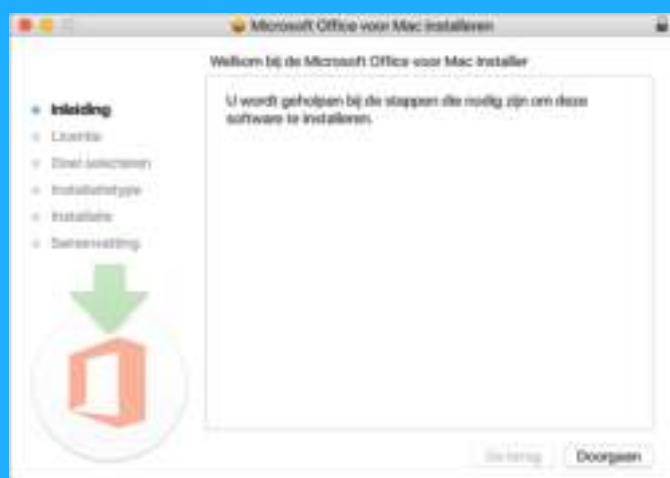 Microsoft Office voor Mac installeren
Welkom bij de Microsoft Office voor Mac Installer
Inleiding
Licentie
Doel selecteren
Installatietype
Installatie
Samenvatting
U wordt geholpen bij de stappen die nodig zijn om deze
software te installeren.
Ga terug
Doorgaan